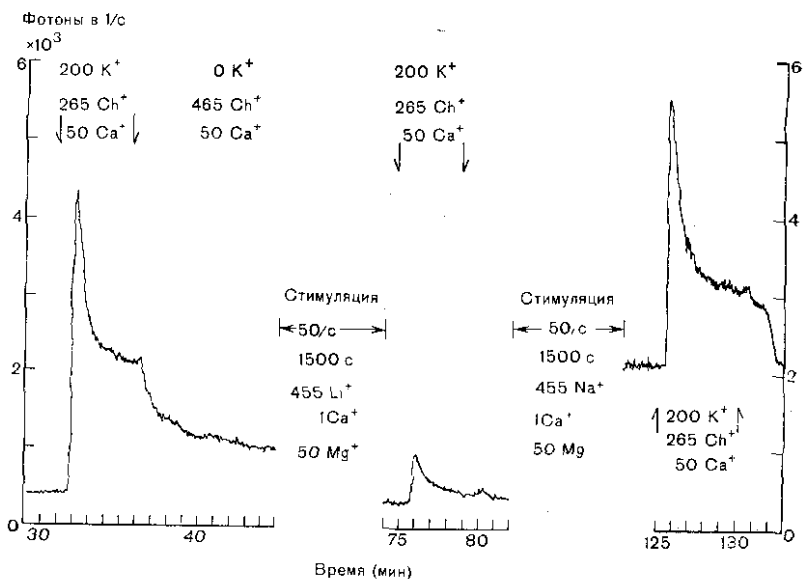 Фотоны в 1/с
×10³
6
4
2
0
200 K⁺
265 Ch⁺
50 Ca⁺
0 K⁺
465 Ch⁺
50 Ca⁺
200 K⁺
265 Ch⁺
50 Ca⁺
Стимуляция
50/с
1500 с
455 Li⁺
1Ca⁺
50 Mg⁺
Стимуляция
50/с
1500 с
455 Na⁺
1Ca⁺
50 Mg
200 K⁺
265 Ch⁺
50 Ca⁺
6
4
2
0
30 40 75 80 125 130
Время (мин)